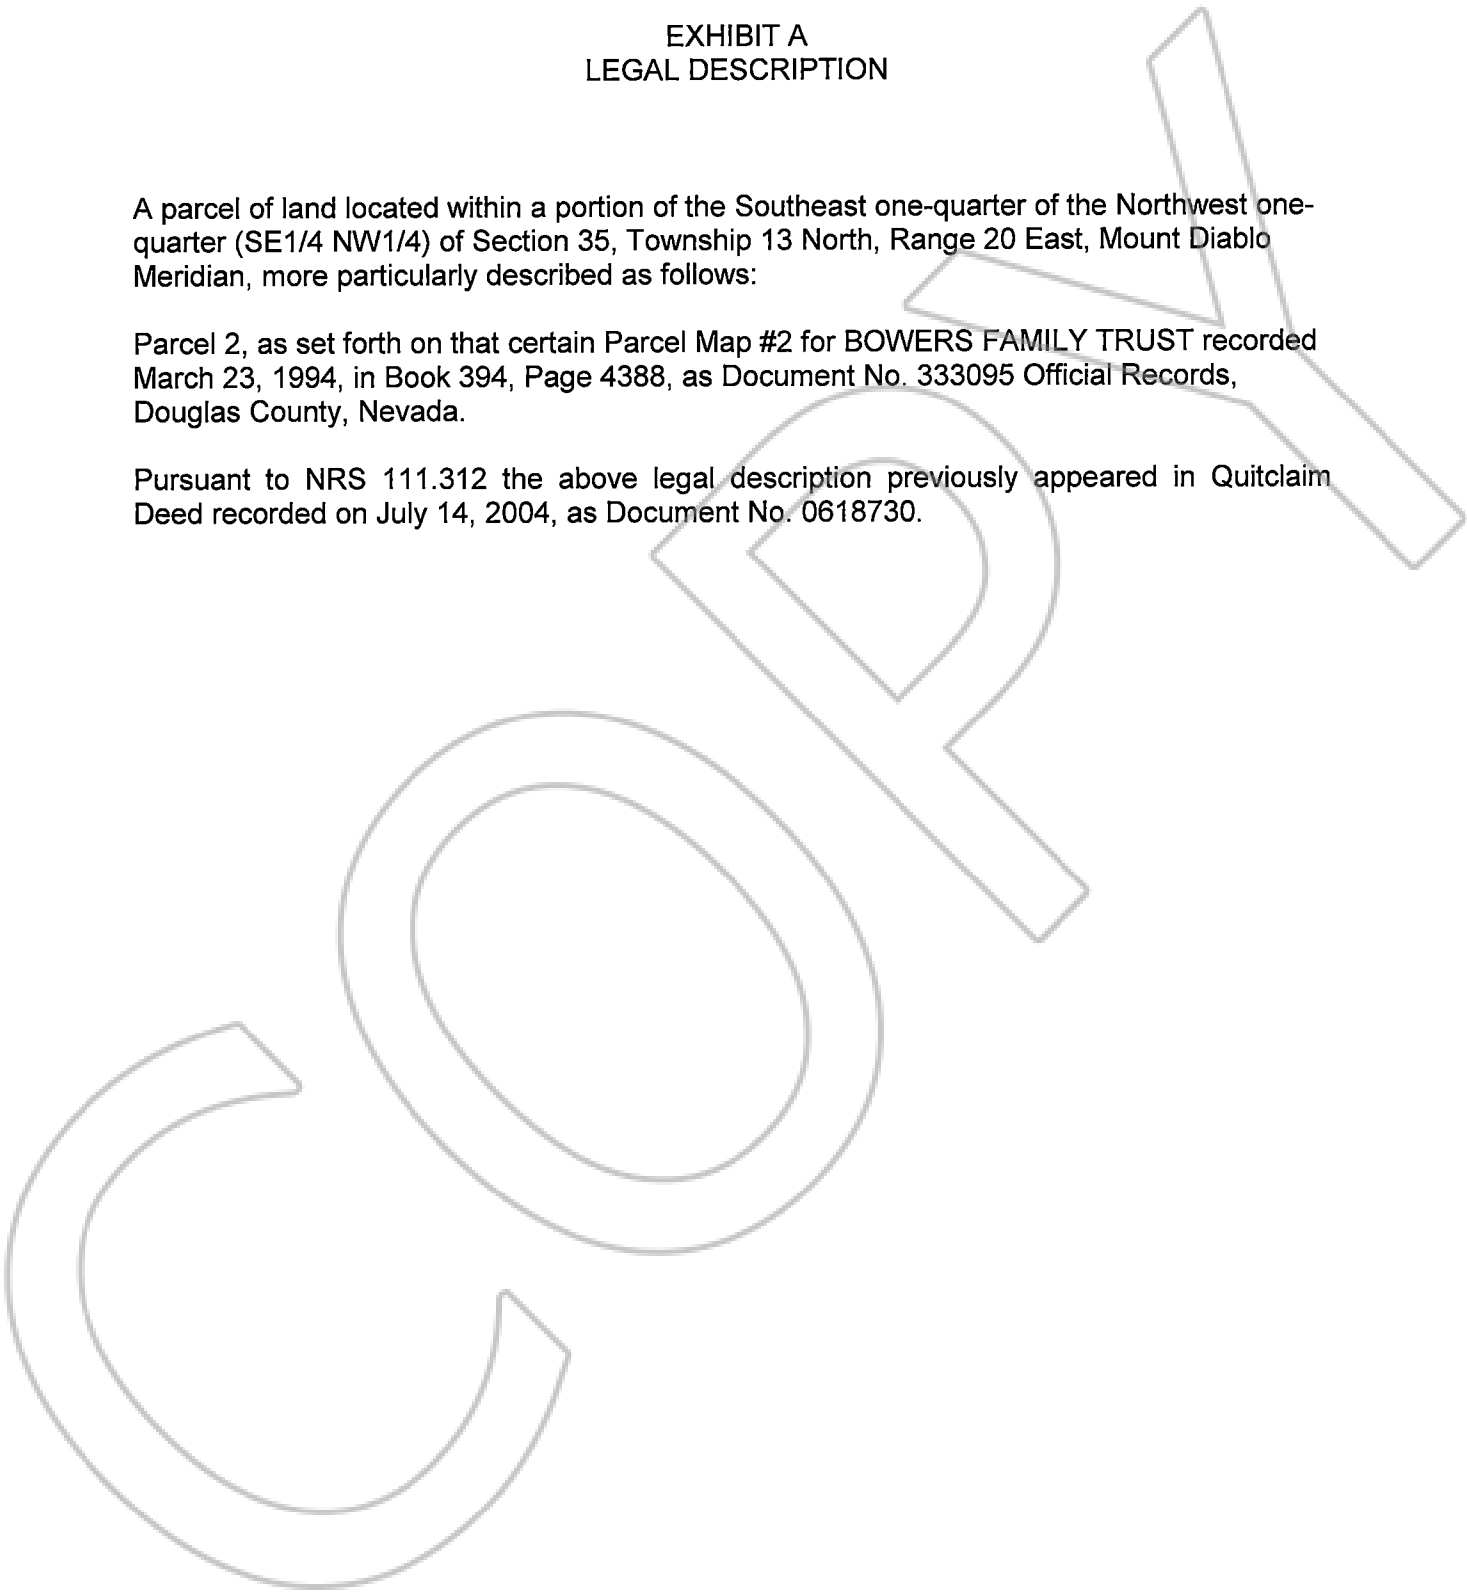 EXHIBIT A
LEGAL DESCRIPTION
A parcel of land located within a portion of the Southeast one-quarter of the Northwest one-
quarter (SE1/4 NW1/4) of Section 35, Township 13 North, Range 20 East, Mount Diablo
Meridian, more particularly described as follows:
Parcel 2, as set forth on that certain Parcel Map #2 for BOWERS FAMILY TRUST recorded
March 23, 1994, in Book 394, Page 4388, as Document No. 333095 Official Records,
Douglas County, Nevada.
Pursuant to NRS 111.312 the above legal description previously appeared in Quitclaim
Deed recorded on July 14, 2004, as Document No. 0618730.
COPY